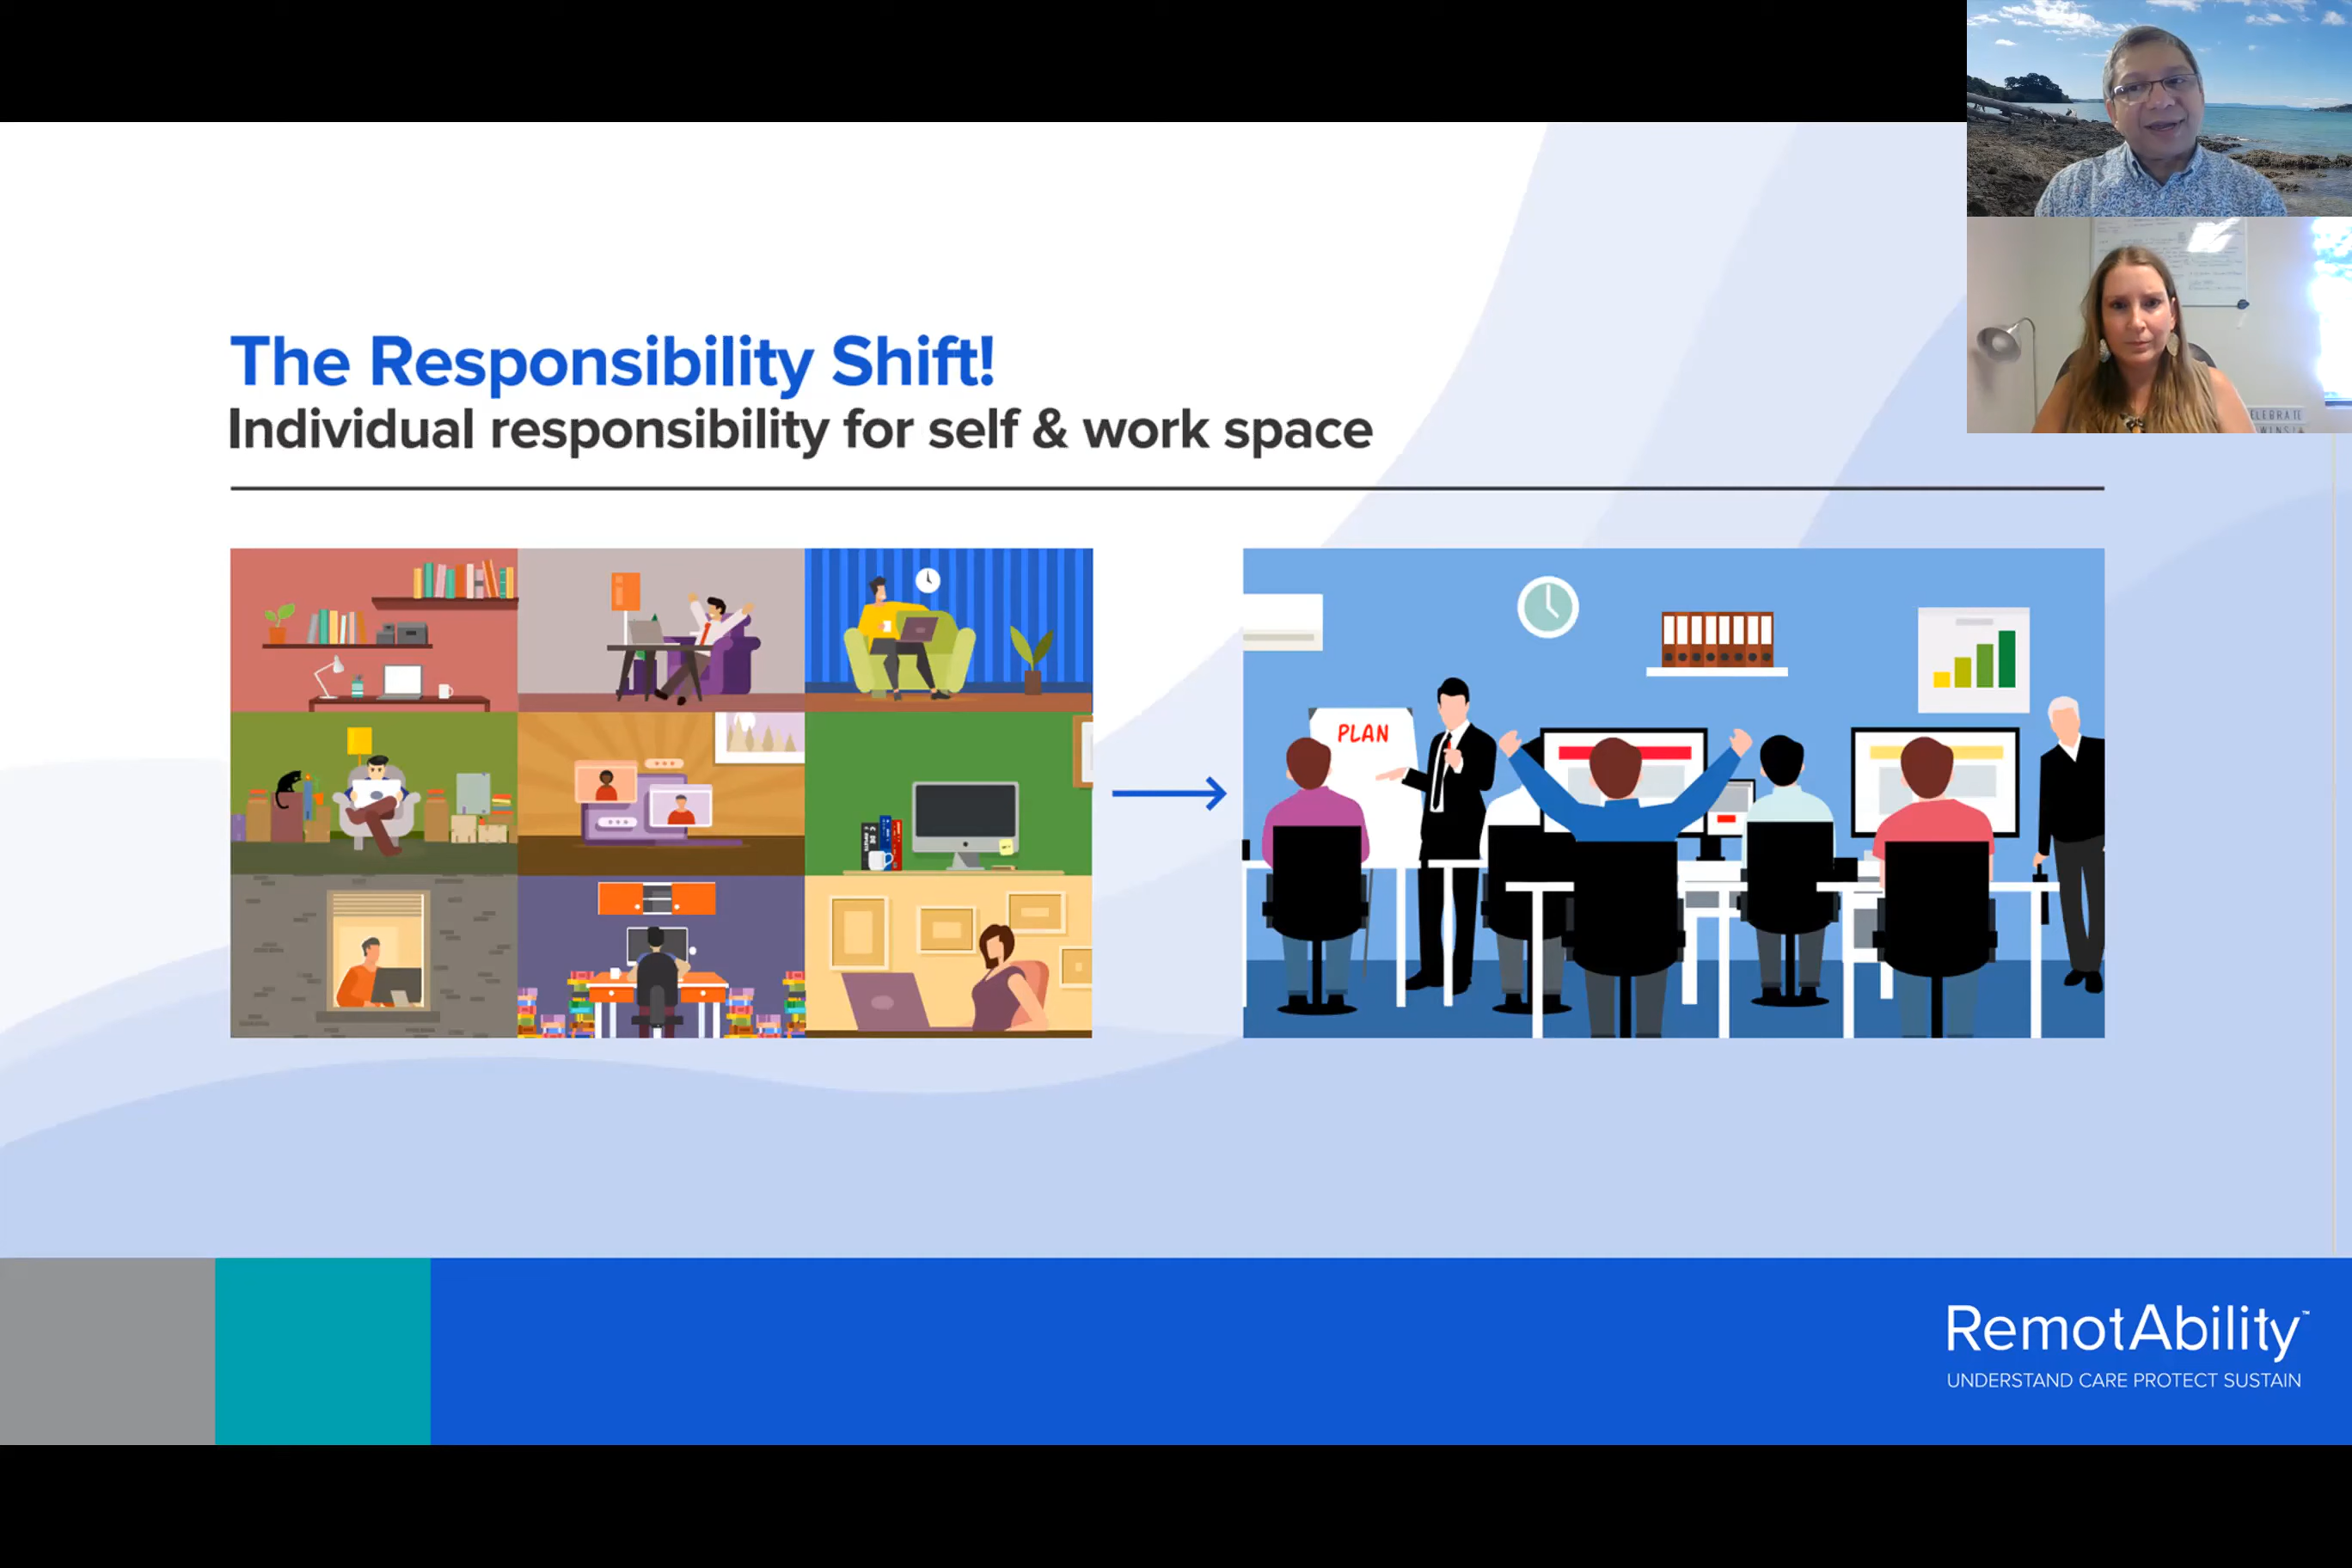 The Responsibility Shift!
Individual responsibility for self & work space
PLAN
RemotAbility™
UNDERSTAND CARE PROTECT SUSTAIN